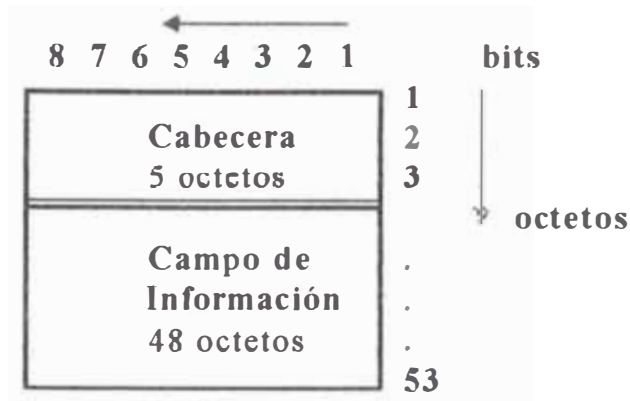 8 7 6 5 4 3 2 1 bits
1
Cabecera 2
5 octetos 3
octetos
Campo de .
Información .
48 octetos .
53